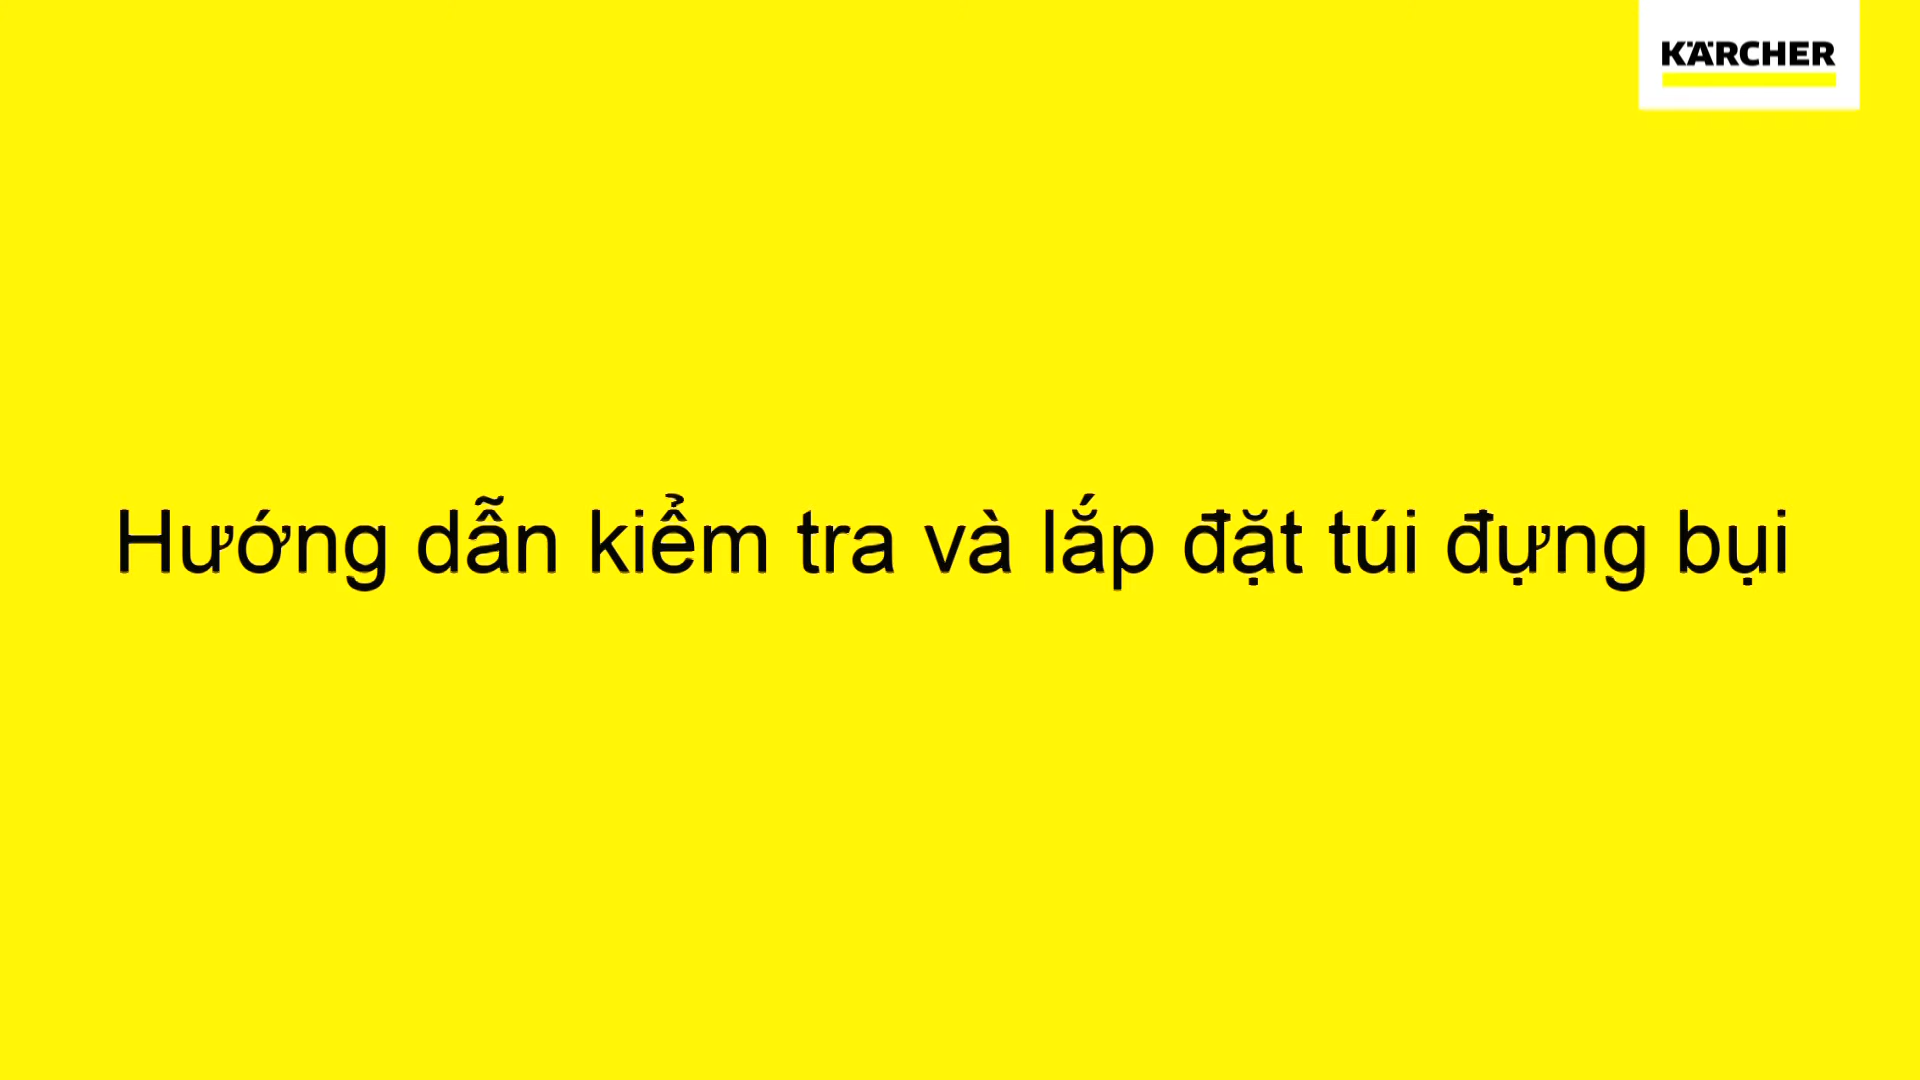 KÄRCHER
Hướng dẫn kiểm tra và lắp đặt túi đựng bụi